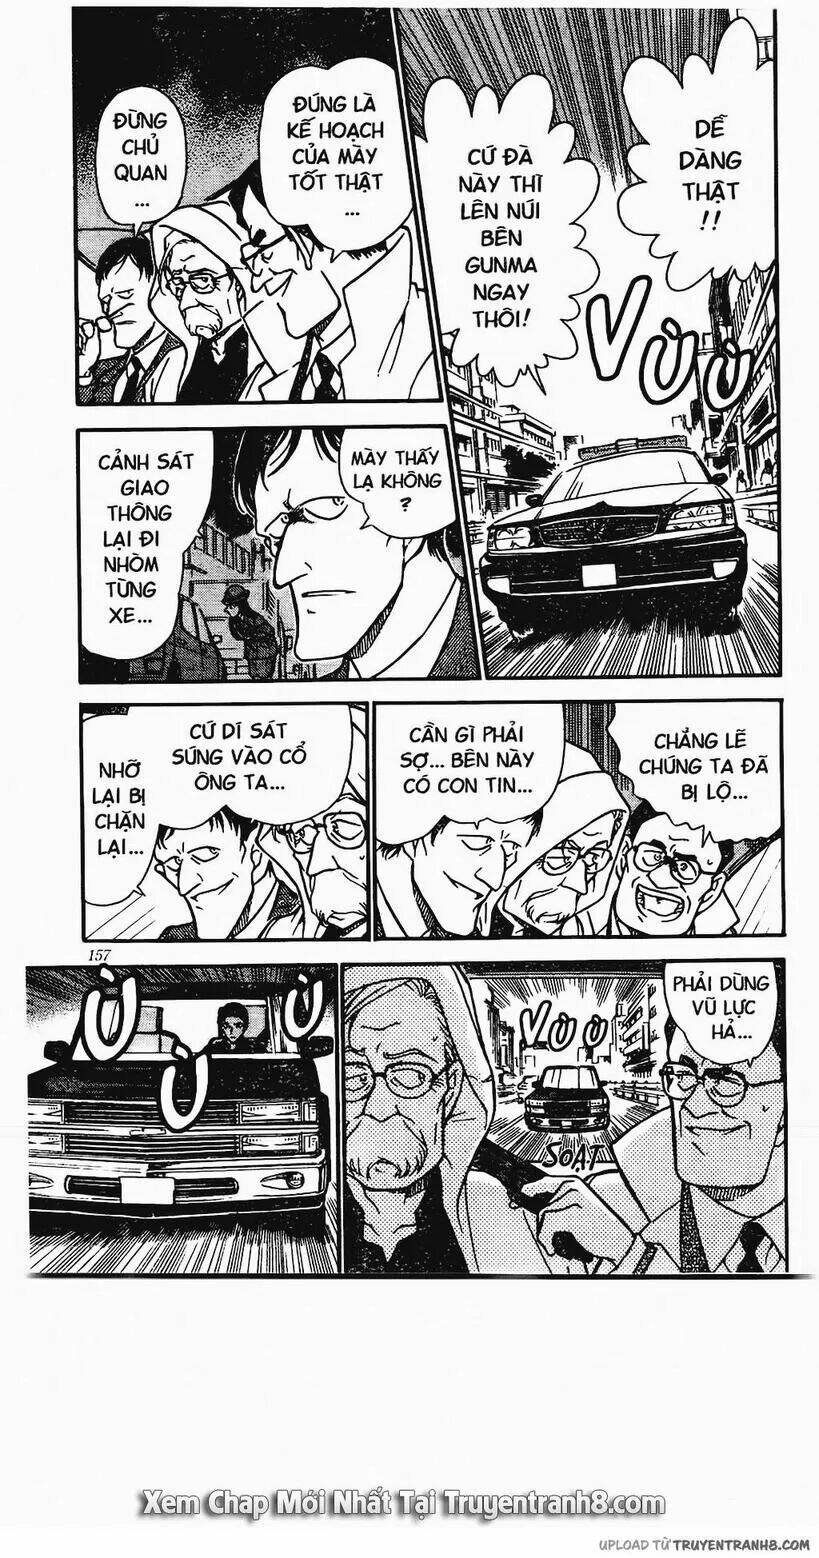 DỄ
DÀNG
THẬT
!!
CỨ ĐÀ
NÀY THÌ
LÊN NÚI
BÊN
GUNMA
NGAY
THÔI!
VÙ Ù
ĐÚNG LÀ
KẾ HOẠCH
CỦA MÀY
TỐT THẬT
...
ĐỪNG
CHỦ
QUAN
...
MÀY THẤY
LẠ KHÔNG
?
CẢNH SÁT
GIAO
THÔNG
LẠI ĐI
NHÒM
TỪNG
XE...
CHẲNG LẼ
CHÚNG TA ĐÃ
BỊ LỘ...
CẦN GÌ PHẢI
SỢ... BÊN NÀY
CÓ CON TIN...
CỨ DÍ SÁT
SÚNG VÀO CỔ
ÔNG TA...
NHỠ
LẠI BỊ
CHẶN
LẠI...
157
PHẢI DÙNG
VŨ LỰC
HẢ...
VÙ Ù
SOẠT
Ù Ù Ù
Xem Chap Mới Nhất Tại Truyentranh8.com
UPLOAD TỪ TRUYENTRANH8.COM